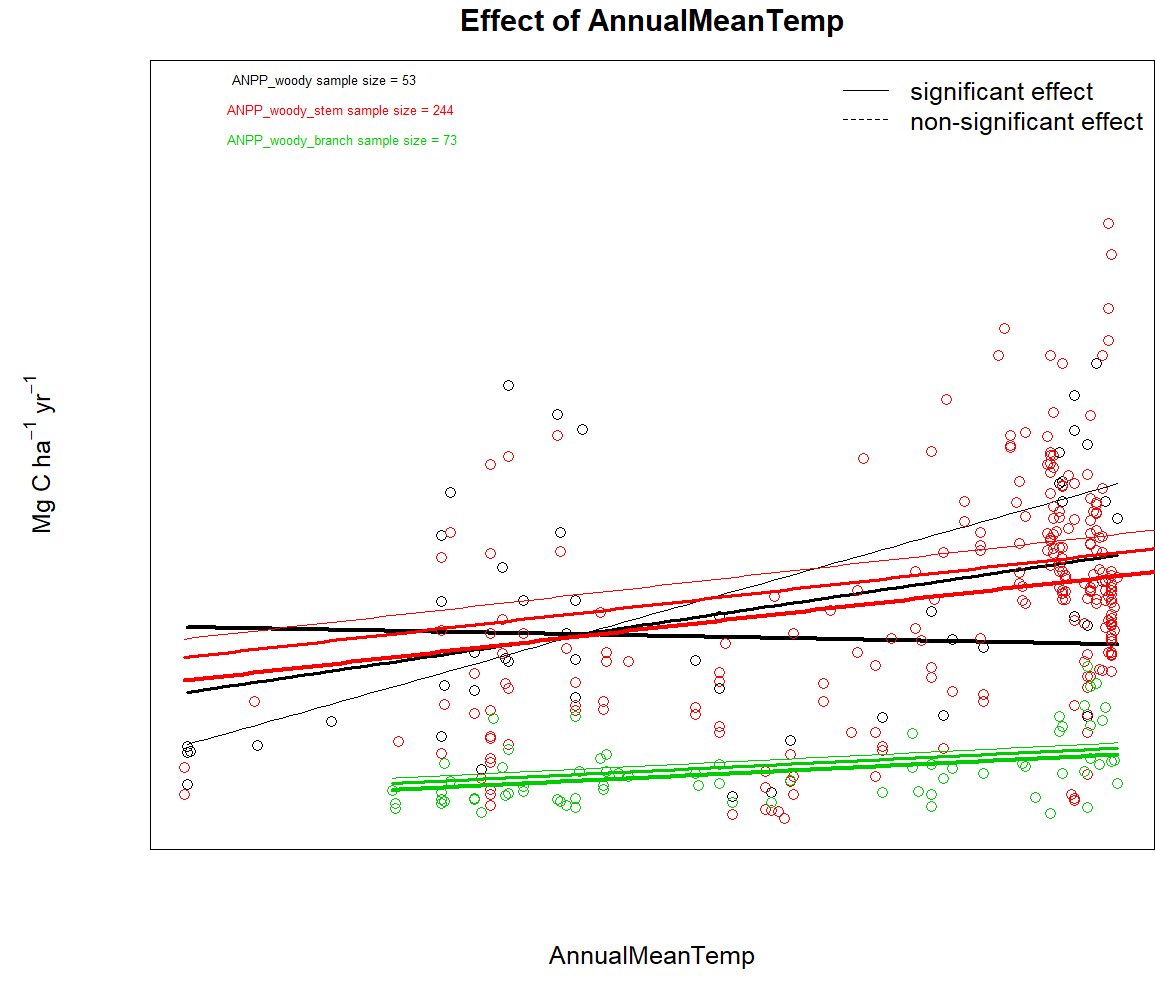 Effect of AnnualMeanTemp
ANPP_woody sample size = 53
ANPP_woody_stem sample size = 244
ANPP_woody_branch sample size = 73
significant effect
non-significant effect
Mg C ha⁻¹ yr⁻¹
AnnualMeanTemp